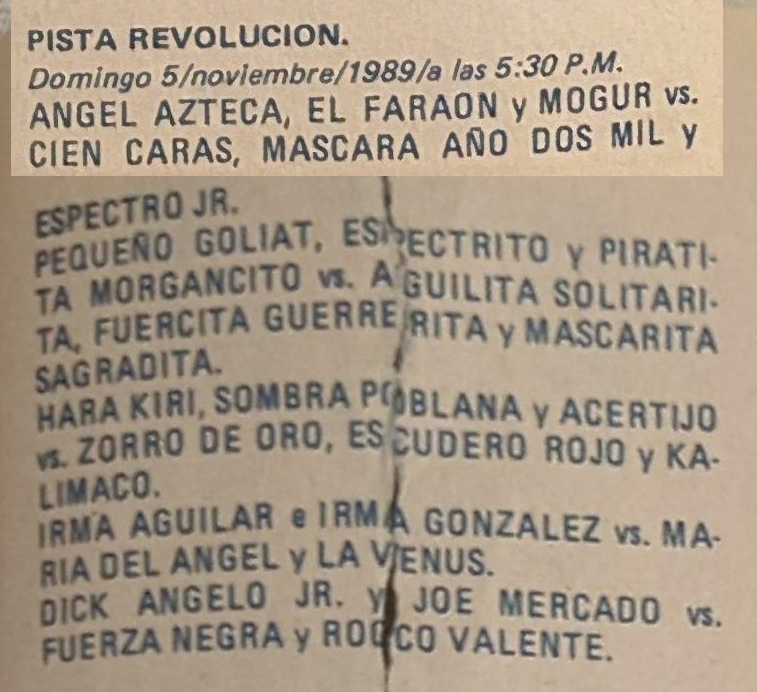 PISTA REVOLUCION.
Domingo 5/noviembre/1989/a las 5:30 P.M.
ANGEL AZTECA, EL FARAON y MOGUR vs.
CIEN CARAS, MASCARA AÑO DOS MIL y
ESPECTRO JR.
PEQUEÑO GOLIAT, ESPECTRITO y PIRATI-
TA MORGANCITO vs. AGUILITA SOLITARI-
TA, FUERCITA GUERRERITA y MASCARITA
SAGRADITA.
HARA KIRI, SOMBRA POBLANA y ACERTIJO
vs. ZORRO DE ORO, ESCUDERO ROJO y KA-
LIMACO.
IRMA AGUILAR e IRMA GONZALEZ vs. MA-
RIA DEL ANGEL y LA VENUS.
DICK ANGELO JR. y JOE MERCADO vs.
FUERZA NEGRA y ROCCO VALENTE.